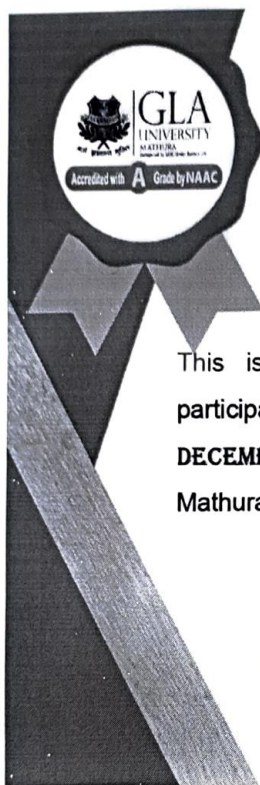 GLA
UNIVERSITY
MATHURA
Accredited with A Grade by NAAC
This is
participa
DECEMB
Mathura